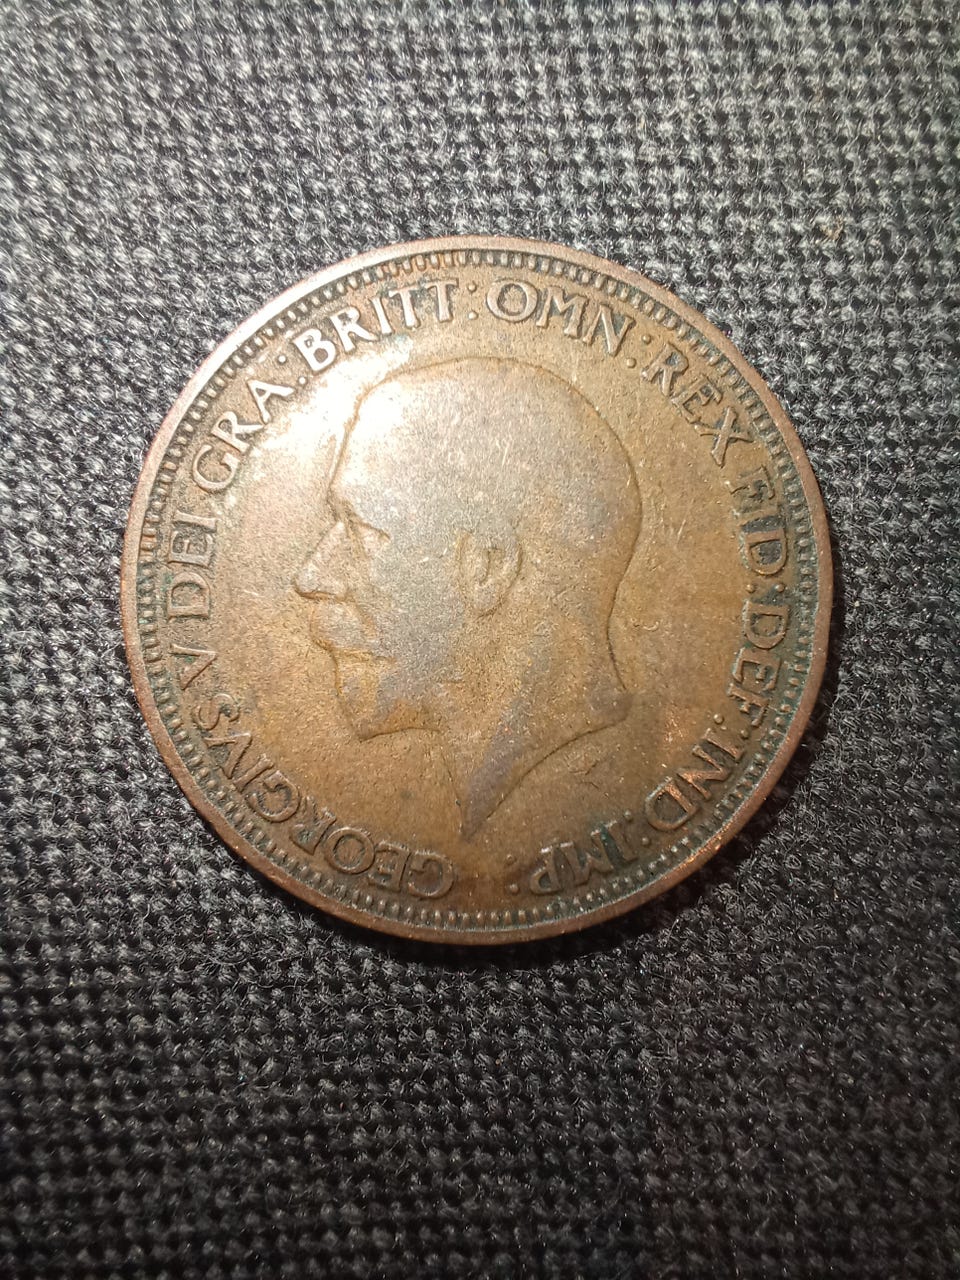 GEORGIVS V DEI GRA: BRITT: OMN: REX FID: DEF: IND: IMP: